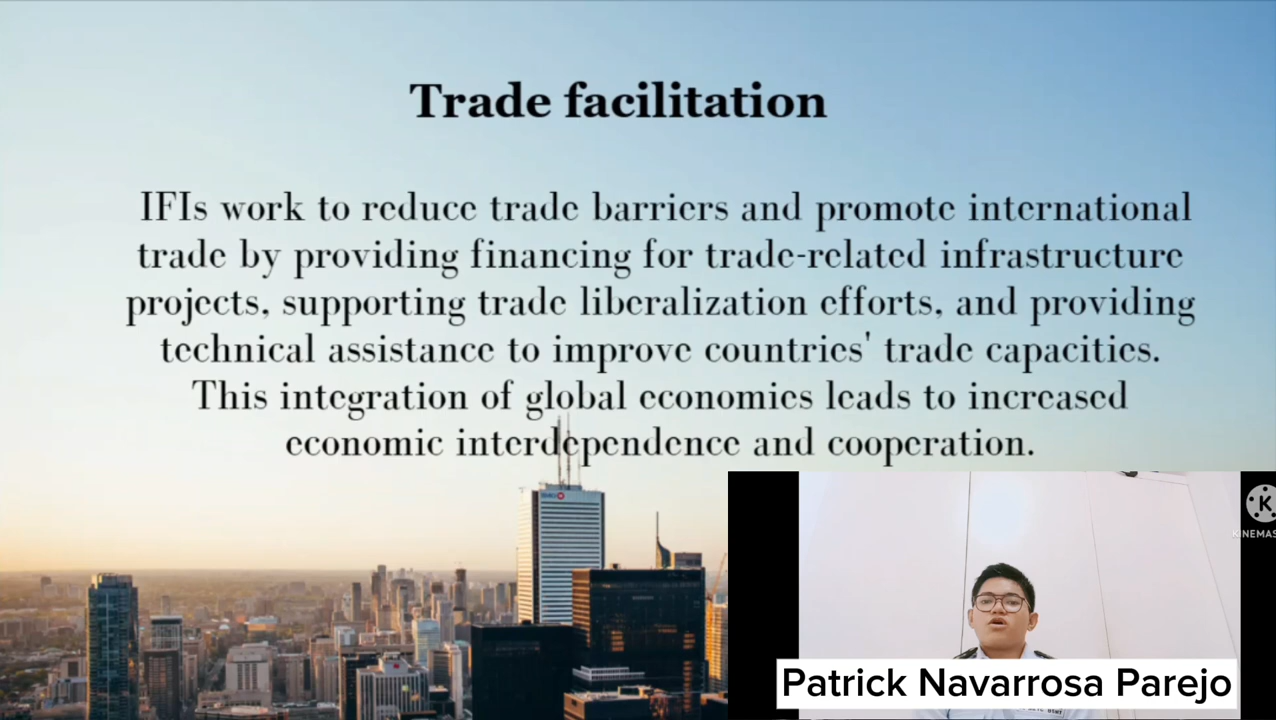 Trade facilitation
IFIs work to reduce trade barriers and promote international
trade by providing financing for trade-related infrastructure
projects, supporting trade liberalization efforts, and providing
technical assistance to improve countries' trade capacities.
This integration of global economies leads to increased
economic interdependence and cooperation.
K
KINEMAS
Patrick Navarrosa Parejo